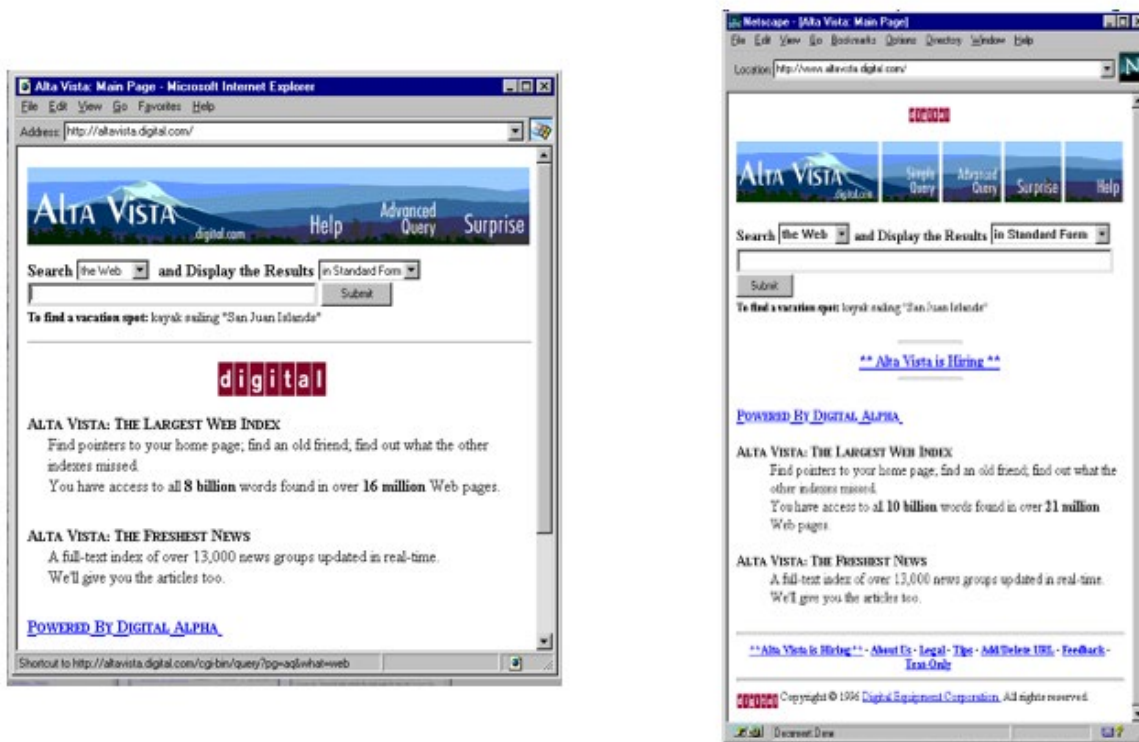 Alta Vista: Main Page - Microsoft Internet Explorer
File Edit View Go Favorites Help
Address: http://altavista.digital.com/
ALTA VISTA
digital.com
Help Advanced Query Surprise
Search the Web and Display the Results in Standard Form
Submit
To find a vacation spot: kayak sailing "San Juan Islands"
digital
ALTA VISTA: THE LARGEST WEB INDEX
Find pointers to your home page; find an old friend; find out what the other
indexes missed.
You have access to all 8 billion words found in over 16 million Web pages.
ALTA VISTA: THE FRESHEST NEWS
A full-text index of over 13,000 news groups updated in real-time.
We'll give you the articles too.
POWERED BY DIGITAL ALPHA
Shortcut to http://altavista.digital.com/cgi-bin/query?pg=aq&what=web
Netscape - [Alta Vista: Main Page]
File Edit View Go Bookmarks Options Directory Window Help
Location: http://www.altavista.digital.com/
N
digital
ALTA VISTA
digital.com
Simple Query Advanced Query Surprise Help
Search the Web and Display the Results in Standard Form
Submit
To find a vacation spot: kayak sailing "San Juan Islands"
** Alta Vista is Hiring **
POWERED BY DIGITAL ALPHA
ALTA VISTA: THE LARGEST WEB INDEX
Find pointers to your home page; find an old friend; find out what the
other indexes missed.
You have access to all 10 billion words found in over 21 million
Web pages.
ALTA VISTA: THE FRESHEST NEWS
A full-text index of over 13,000 news groups updated in real-time.
We'll give you the articles too.
**Alta Vista is Hiring** - About Us - Legal - Tips - Add/Delete URL - Feedback -
Text-Only
digital Copyright © 1996 Digital Equipment Corporation. All rights reserved.
Document Done